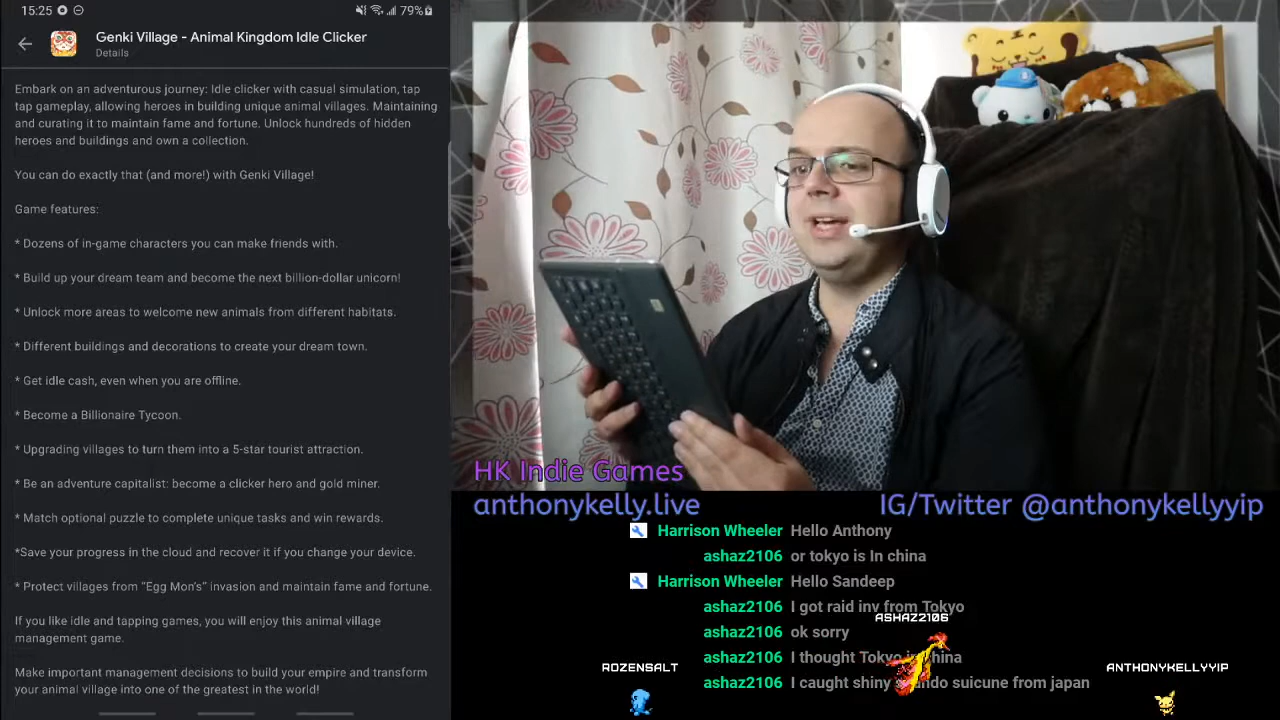 15:25
79%
Genki Village - Animal Kingdom Idle Clicker
Details
Embark on an adventurous journey: Idle clicker with casual simulation, tap
tap gameplay, allowing heroes in building unique animal villages. Maintaining
and curating it to maintain fame and fortune. Unlock hundreds of hidden
heroes and buildings and own a collection.
You can do exactly that (and more!) with Genki Village!
Game features:
* Dozens of in-game characters you can make friends with.
* Build up your dream team and become the next billion-dollar unicorn!
* Unlock more areas to welcome new animals from different habitats.
* Different buildings and decorations to create your dream town.
* Get idle cash, even when you are offline.
* Become a Billionaire Tycoon.
* Upgrading villages to turn them into a 5-star tourist attraction.
* Be an adventure capitalist: become a clicker hero and gold miner.
* Match optional puzzle to complete unique tasks and win rewards.
*Save your progress in the cloud and recover it if you change your device.
* Protect villages from “Egg Mon's” invasion and maintain fame and fortune.
If you like idle and tapping games, you will enjoy this animal village
management game.
Make important management decisions to build your empire and transform
your animal village into one of the greatest in the world!
HK Indie Games
anthonykelly.live
IG/Twitter @anthonykellyyip
Harrison Wheeler Hello Anthony
ashaz2106 or tokyo is In china
Harrison Wheeler Hello Sandeep
ashaz2106 I got raid inv from Tokyo
ASHAZ2106
ashaz2106 ok sorry
ashaz2106 I thought Tokyo in china
ROZENSALT
ANTHONYKELLYYIP
ashaz2106 I caught shiny suicune from japan